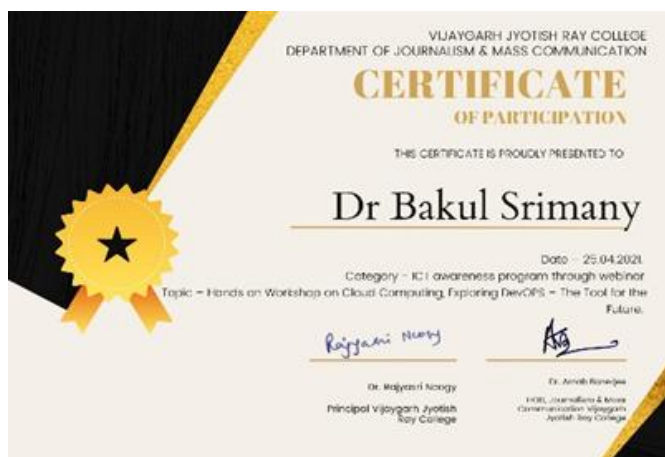 VIJAYGARH JYOTISH RAY COLLEGE
DEPARTMENT OF JOURNALISM & MASS COMMUNICATION
CERTIFICATE
OF PARTICIPATION
THIS CERTIFICATE IS PROUDLY PRESENTED TO
Dr Bakul Srimany
Date – 25.04.2021.
Category - ICT awareness program through webinar
Topic – Hands on Workshop on Cloud Computing, Exploring DevOPS – The Tool for the
Future.
Rajyasri Neogy
Dr. Rajyasri Neogy
Principal Vijaygarh Jyotish
Ray College
Dr. Arnab Banerjee
HOD, Journalism & Mass
Communication Vijaygarh
Jyotish Ray College